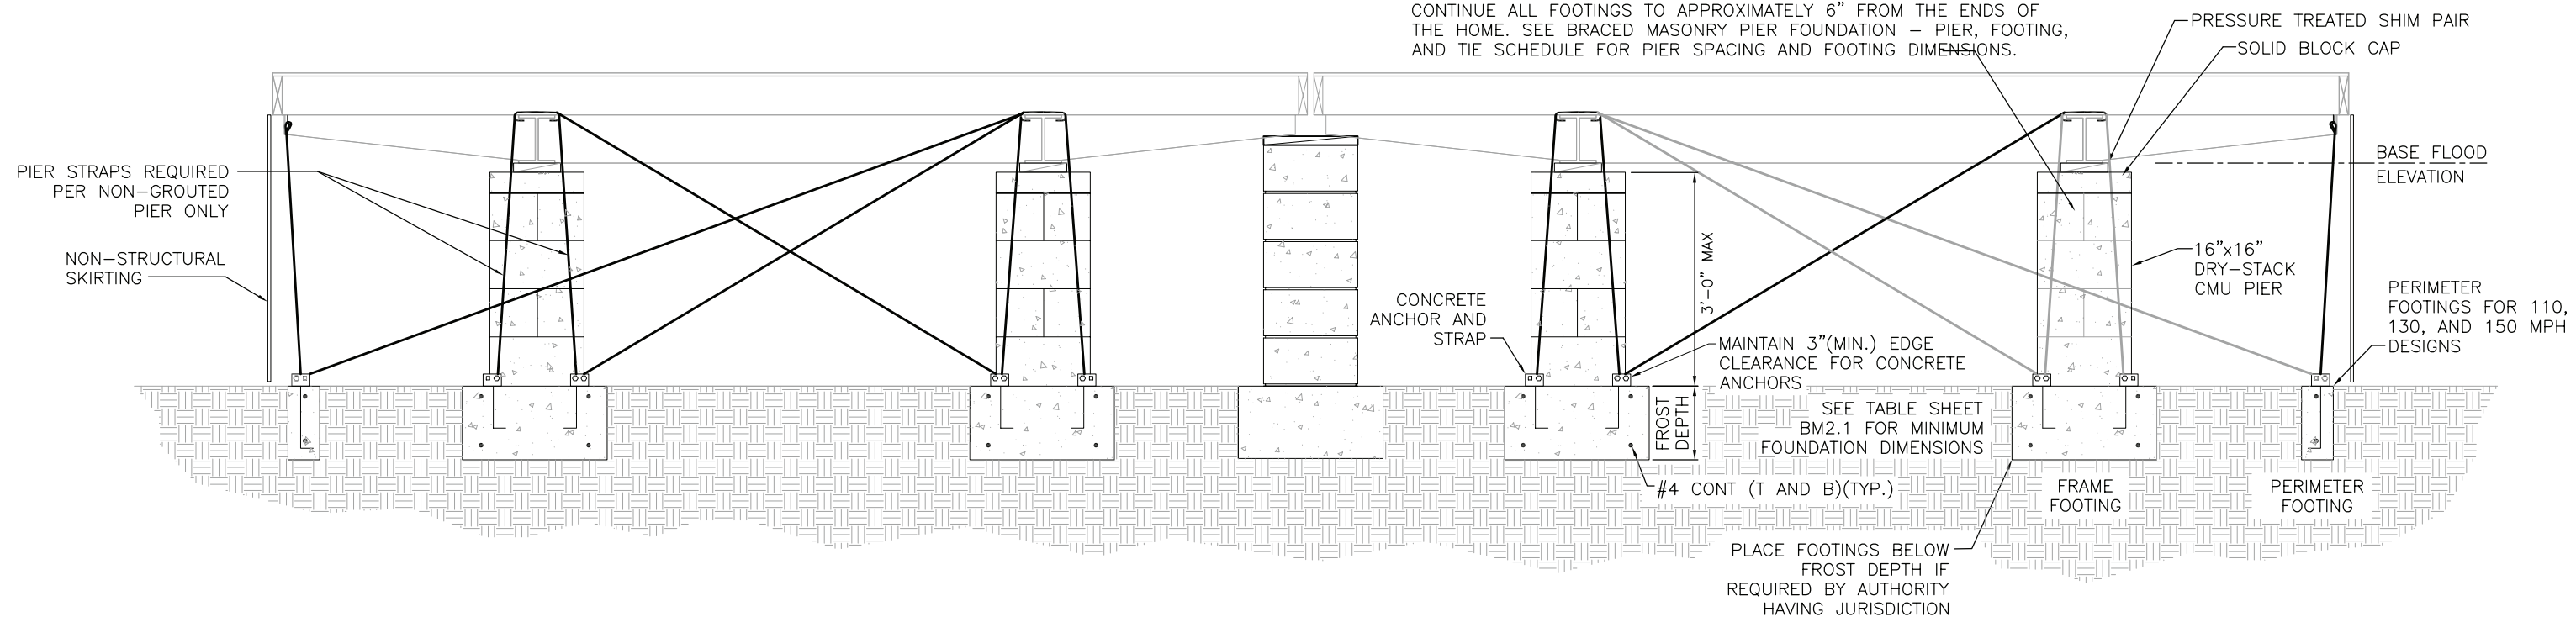 CONTINUE ALL FOOTINGS TO APPROXIMATELY 6" FROM THE ENDS OF
THE HOME. SEE BRACED MASONRY PIER FOUNDATION – PIER, FOOTING,
AND TIE SCHEDULE FOR PIER SPACING AND FOOTING DIMENSIONS.
PRESSURE TREATED SHIM PAIR
SOLID BLOCK CAP
BASE FLOOD
ELEVATION
PIER STRAPS REQUIRED
PER NON-GROUTED
PIER ONLY
NON-STRUCTURAL
SKIRTING
3'-0" MAX
16"x16"
DRY-STACK
CMU PIER
CONCRETE
ANCHOR AND
STRAP
PERIMETER
FOOTINGS FOR 110,
130, AND 150 MPH
DESIGNS
MAINTAIN 3"(MIN.) EDGE
CLEARANCE FOR CONCRETE
ANCHORS
FROST
DEPTH
SEE TABLE SHEET
BM2.1 FOR MINIMUM
FOUNDATION DIMENSIONS
#4 CONT (T AND B)(TYP.)
FRAME
FOOTING
PERIMETER
FOOTING
PLACE FOOTINGS BELOW
FROST DEPTH IF
REQUIRED BY AUTHORITY
HAVING JURISDICTION